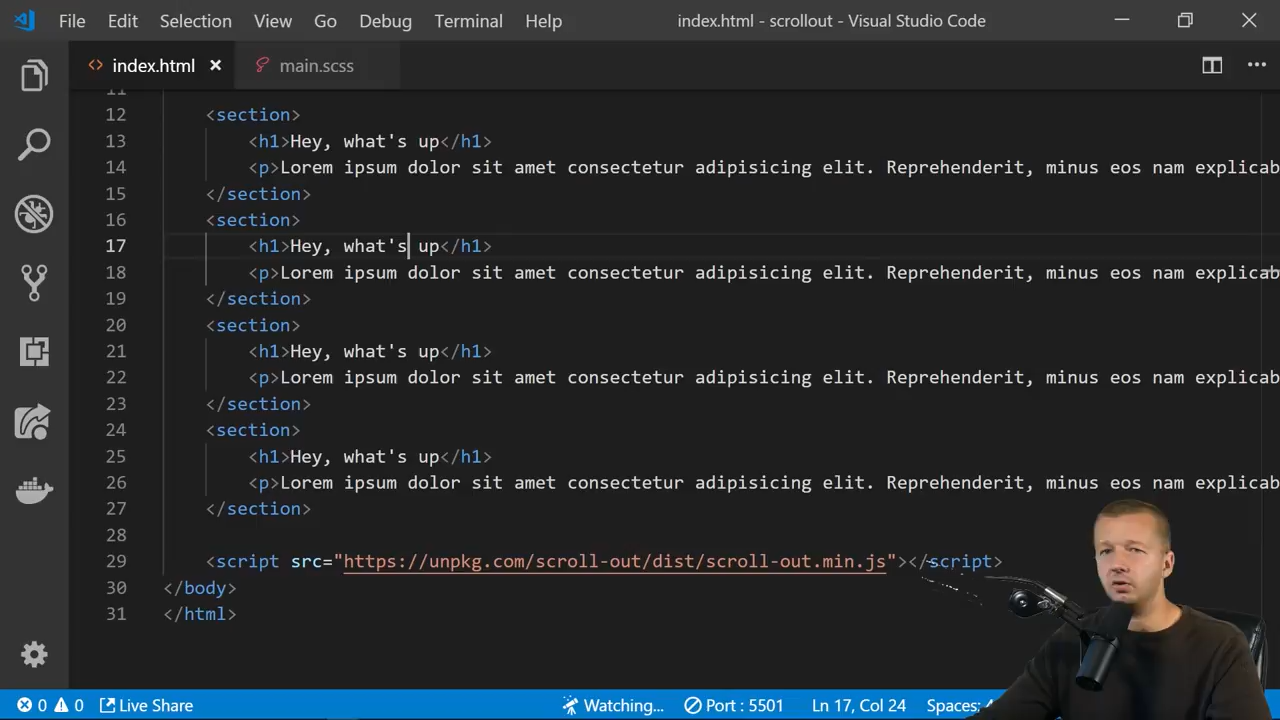 File Edit Selection View Go Debug Terminal Help index.html - scrollout - Visual Studio Code
index.html main.scss
11
12 <section>
13 <h1>Hey, what's up</h1>
14 <p>Lorem ipsum dolor sit amet consectetur adipisicing elit. Reprehenderit, minus eos nam explicab
15 </section>
16 <section>
17 <h1>Hey, what's up</h1>
18 <p>Lorem ipsum dolor sit amet consectetur adipisicing elit. Reprehenderit, minus eos nam explicab
19 </section>
20 <section>
21 <h1>Hey, what's up</h1>
22 <p>Lorem ipsum dolor sit amet consectetur adipisicing elit. Reprehenderit, minus eos nam explicab
23 </section>
24 <section>
25 <h1>Hey, what's up</h1>
26 <p>Lorem ipsum dolor sit amet consectetur adipisicing elit. Reprehenderit, minus eos nam explicab
27 </section>
28
29 <script src="https://unpkg.com/scroll-out/dist/scroll-out.min.js"></script>
30 </body>
31 </html>
0 0 Live Share Watching... Port : 5501 Ln 17, Col 24 Spaces: